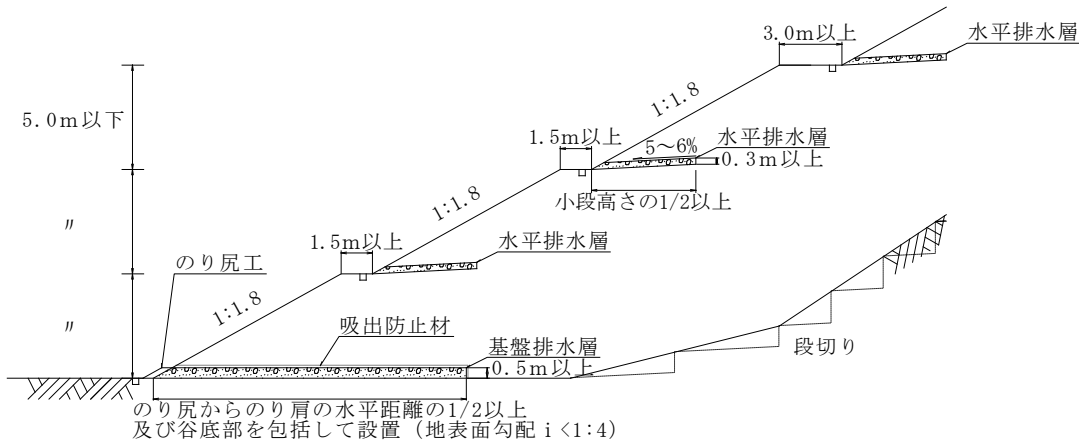 3.0m以上
水平排水層
5.0m以下
1:1.8
1.5m以上
5～6%
水平排水層
0.3m以上
小段高さの1/2以上
〃
1:1.8
1.5m以上
水平排水層
のり尻工
1:1.8
〃
吸出防止材
基盤排水層
0.5m以上
段切り
のり尻からのり肩の水平距離の1/2以上
及び谷底部を包括して設置（地表面勾配 i <1:4）